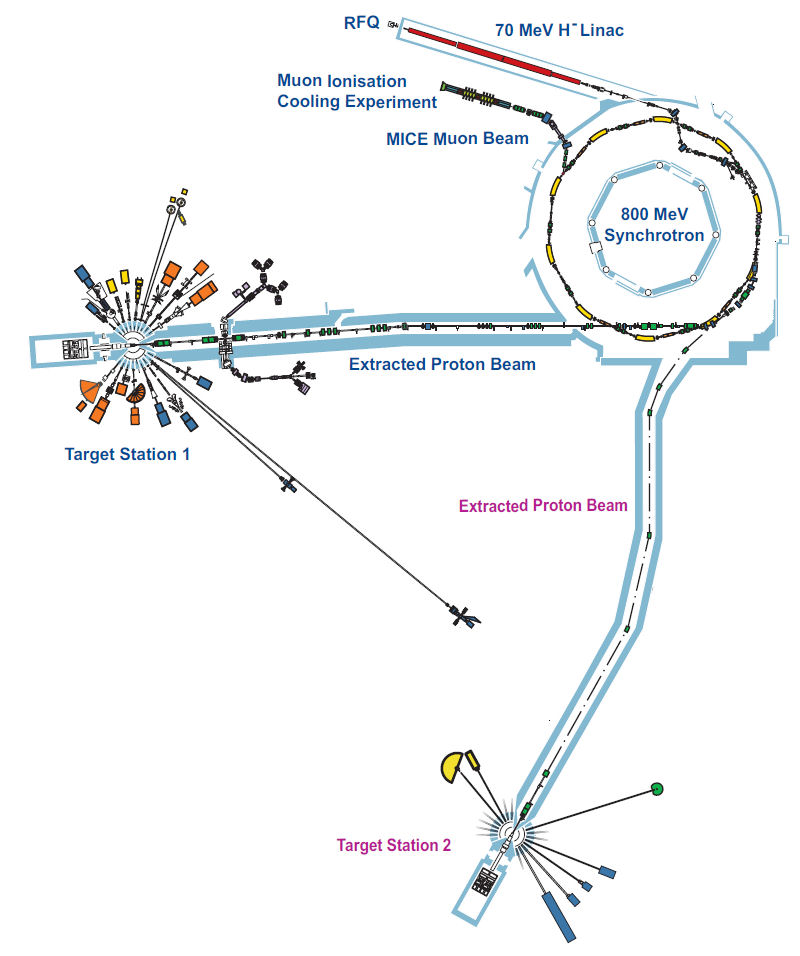 RFQ
70 MeV H- Linac
Muon Ionisation
Cooling Experiment
MICE Muon Beam
800 MeV
Synchrotron
Extracted Proton Beam
Target Station 1
Extracted Proton Beam
Target Station 2